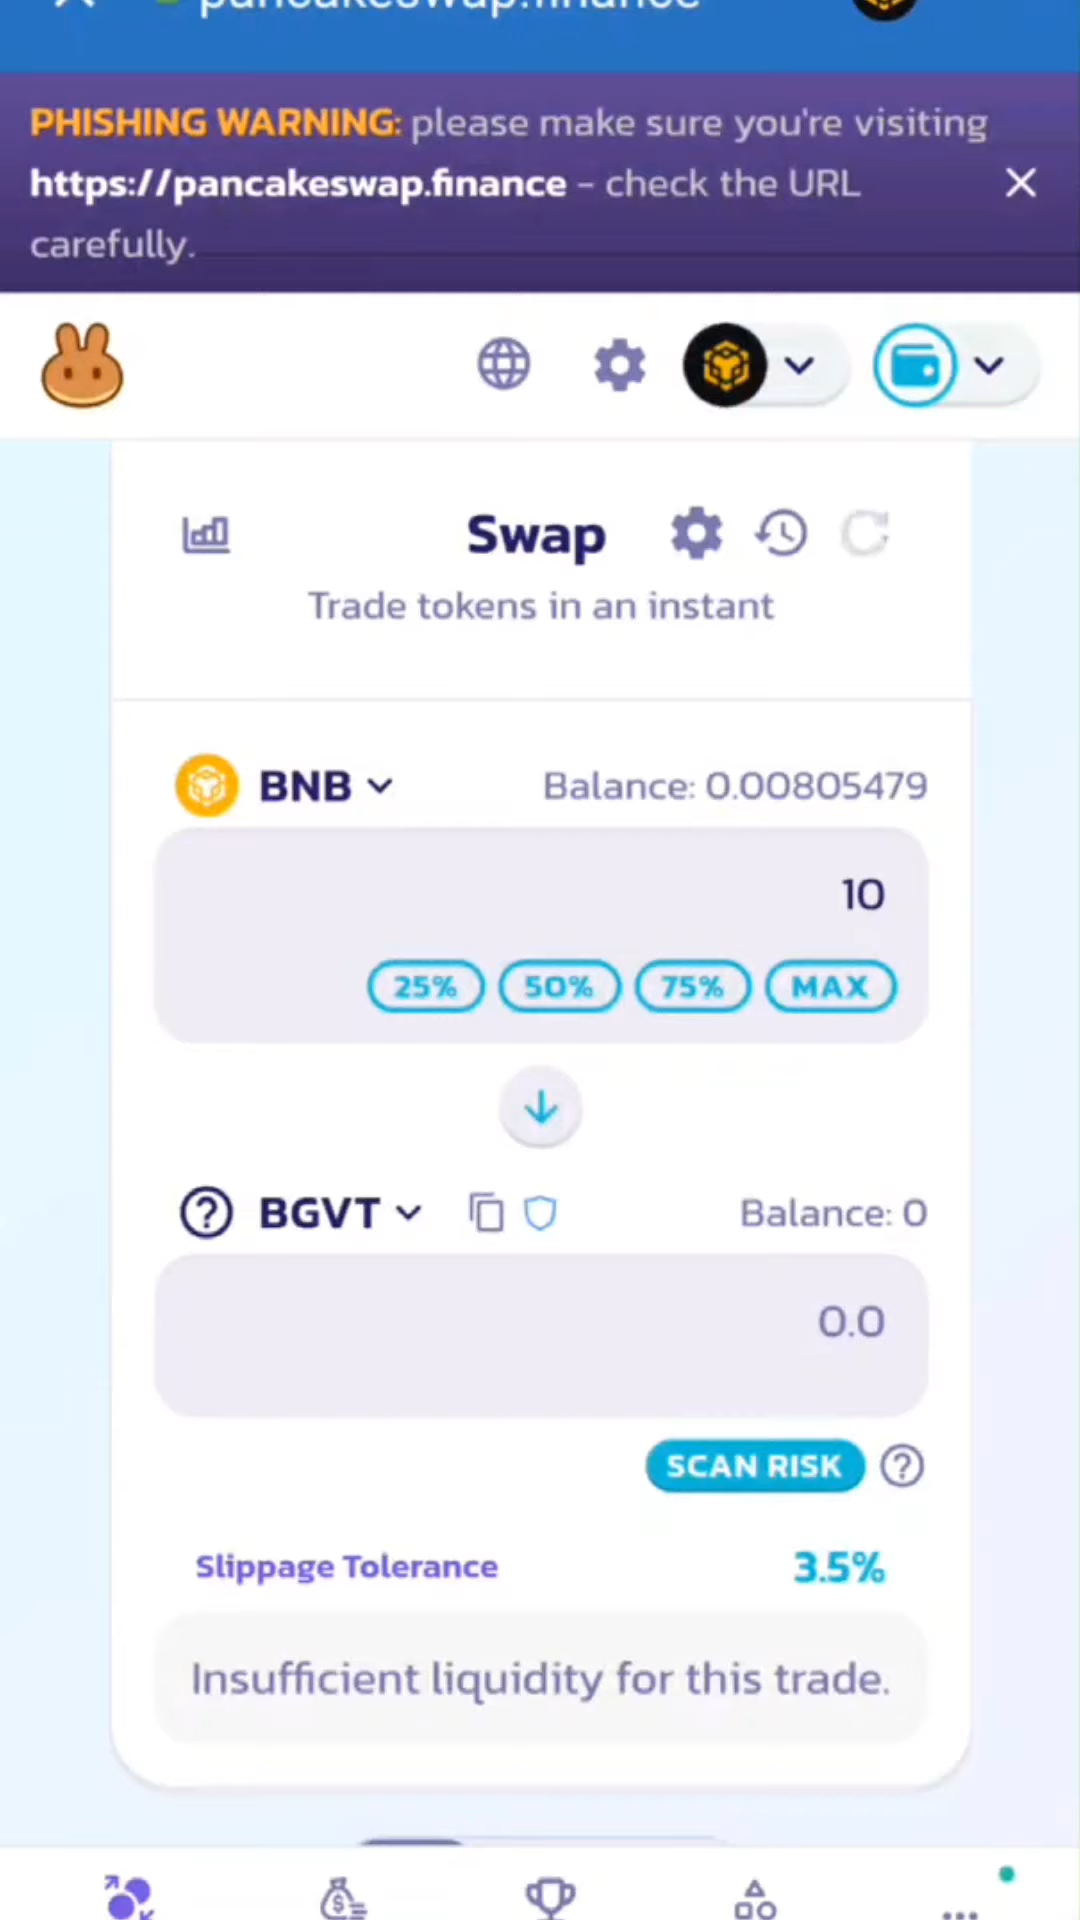 pancakeswap.finance
PHISHING WARNING: please make sure you're visiting
https://pancakeswap.finance - check the URL
carefully.
Swap
Trade tokens in an instant
BNB Balance: 0.00805479
10
25% 50% 75% MAX
BGVT Balance: 0
0.0
SCAN RISK
Slippage Tolerance 3.5%
Insufficient liquidity for this trade.